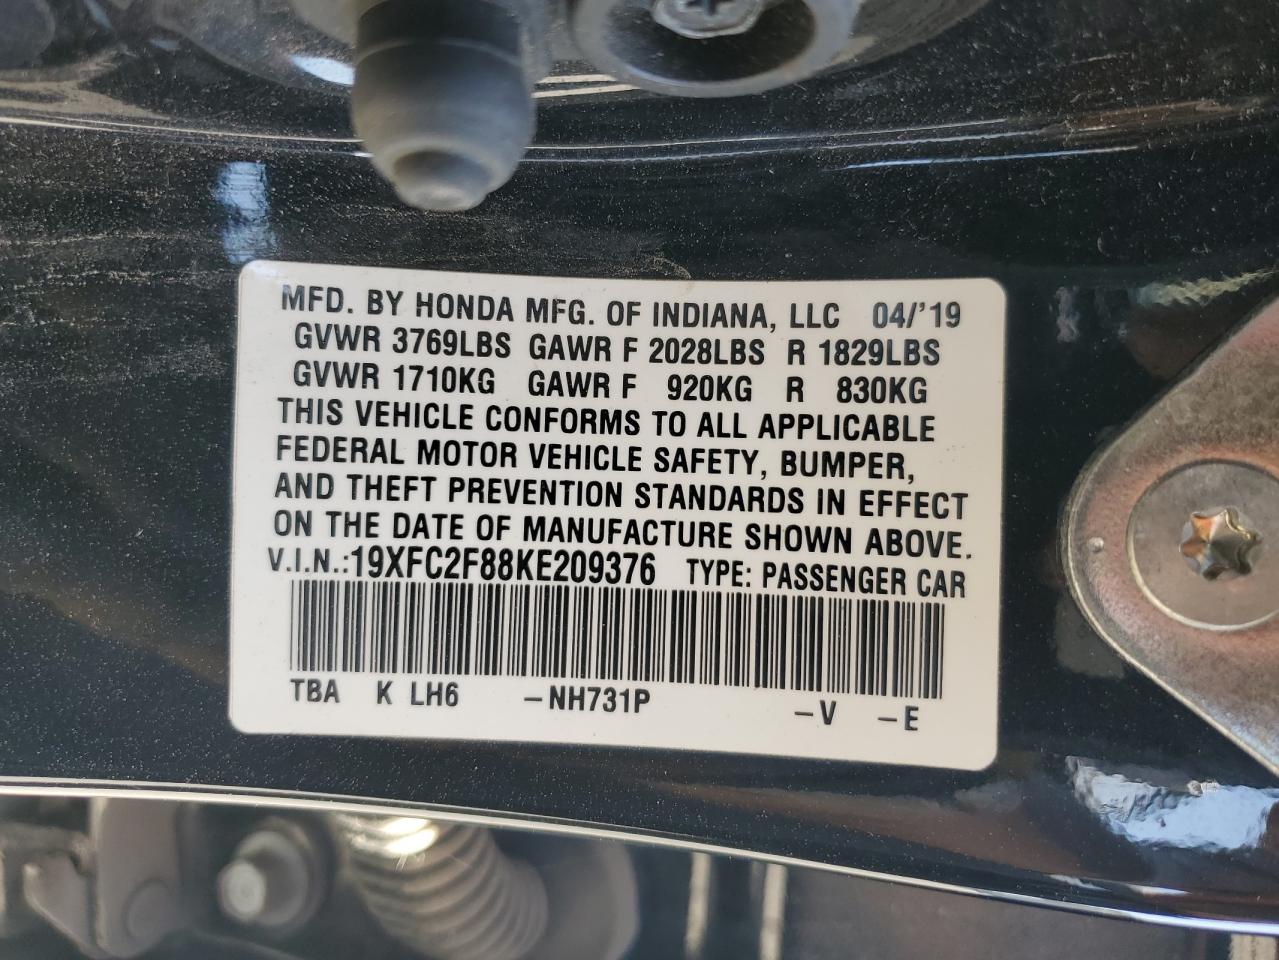 MFD. BY HONDA MFG. OF INDIANA, LLC 04/'19
GVWR 3769LBS GAWR F 2028LBS R 1829LBS
GVWR 1710KG GAWR F 920KG R 830KG
THIS VEHICLE CONFORMS TO ALL APPLICABLE
FEDERAL MOTOR VEHICLE SAFETY, BUMPER,
AND THEFT PREVENTION STANDARDS IN EFFECT
ON THE DATE OF MANUFACTURE SHOWN ABOVE.
V.I.N.:19XFC2F88KE209376 TYPE: PASSENGER CAR
TBA K LH6 -NH731P -V -E